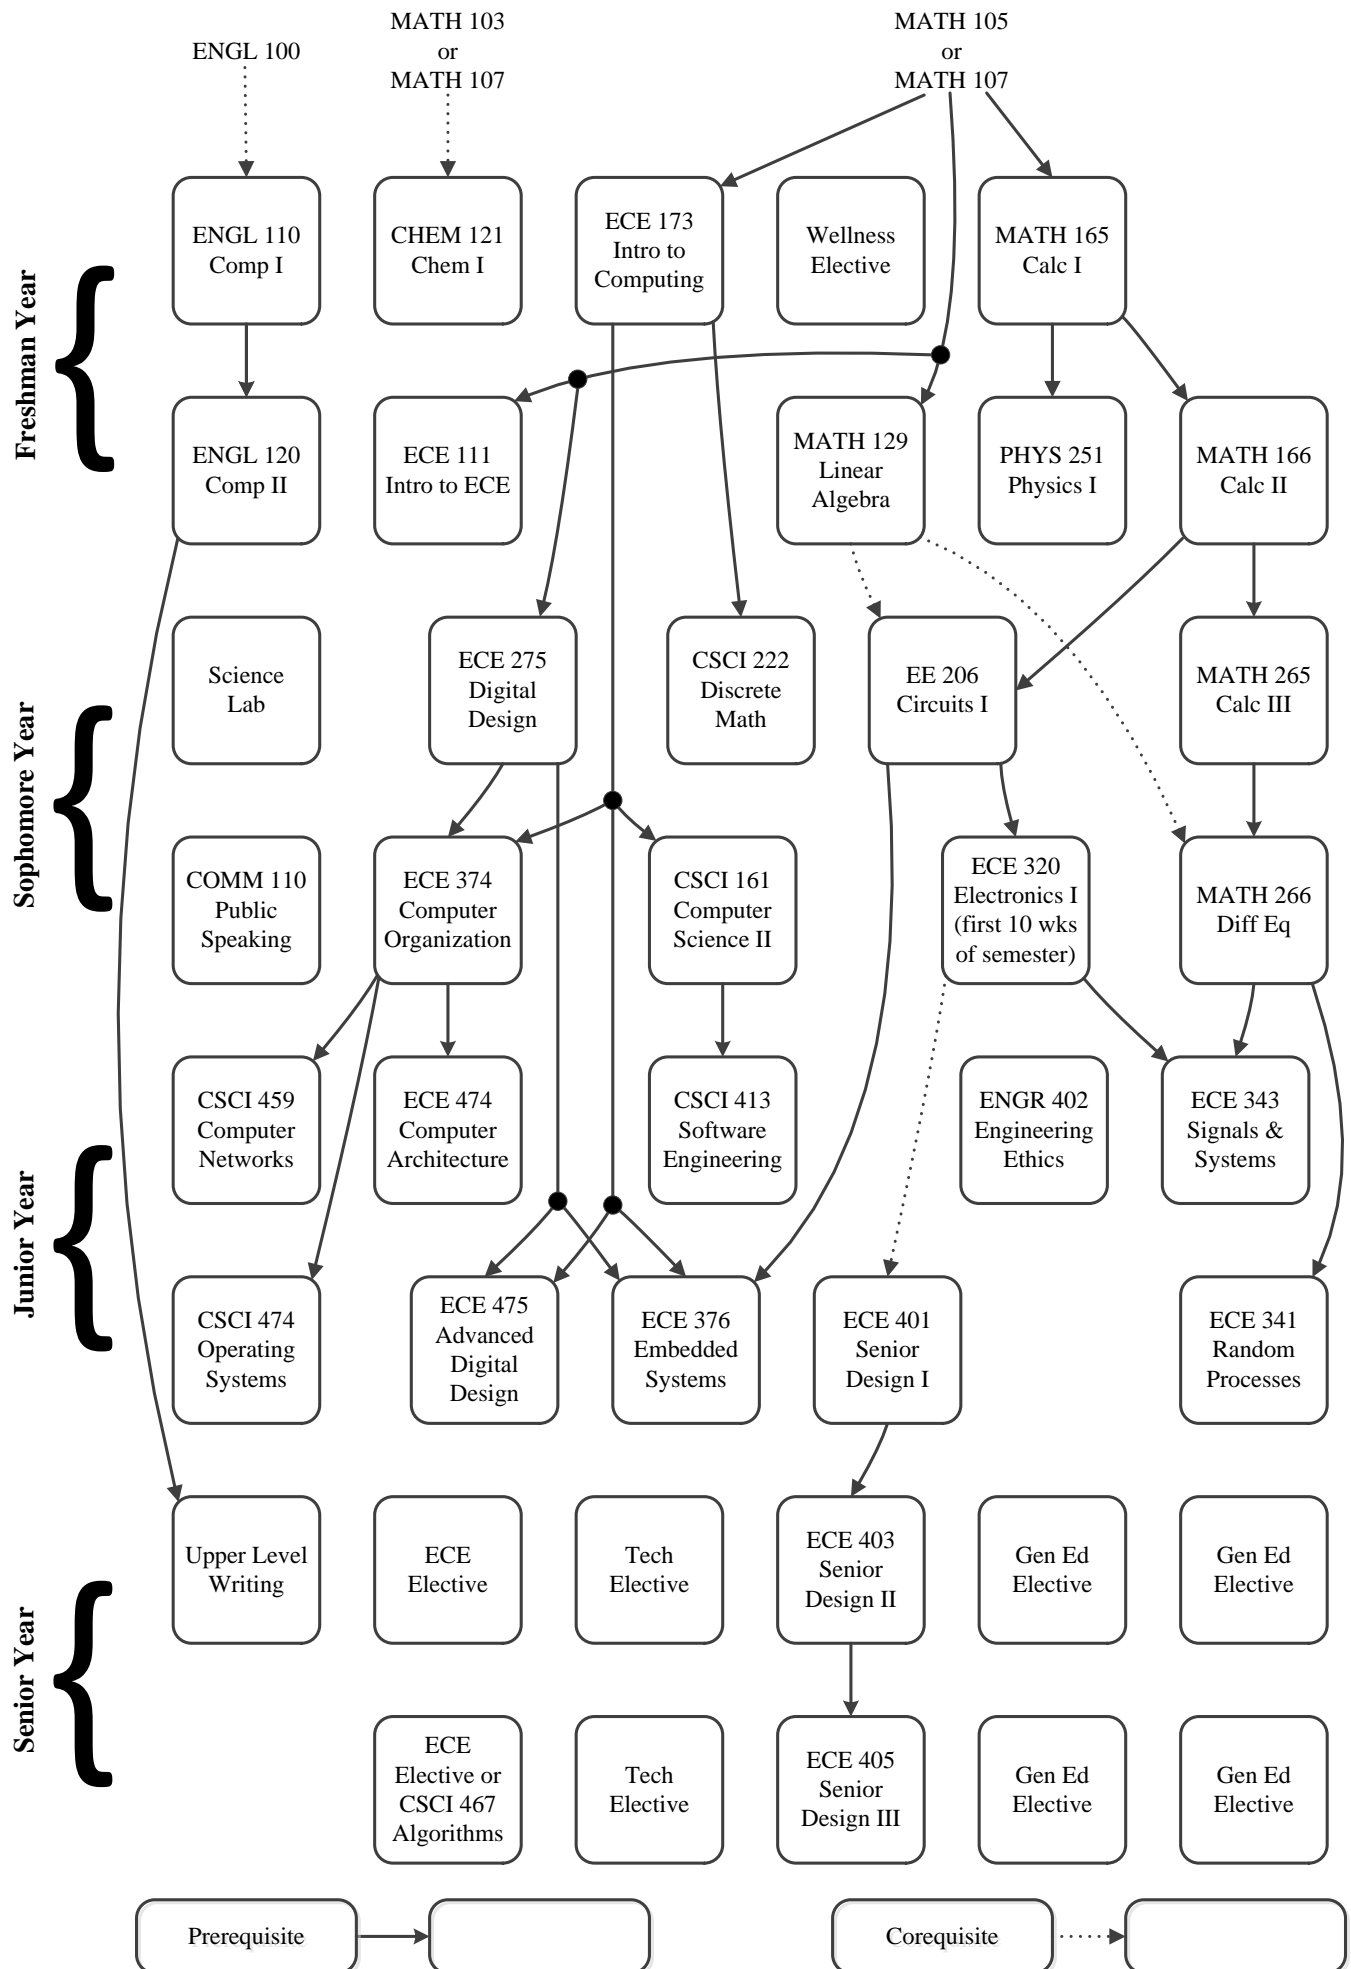 ENGL 100
MATH 103
or
MATH 107
MATH 105
or
MATH 107
Freshman Year
ENGL 110
Comp I
CHEM 121
Chem I
ECE 173
Intro to
Computing
Wellness
Elective
MATH 165
Calc I
ENGL 120
Comp II
ECE 111
Intro to ECE
MATH 129
Linear
Algebra
PHYS 251
Physics I
MATH 166
Calc II
Sophomore Year
Science
Lab
ECE 275
Digital
Design
CSCI 222
Discrete
Math
EE 206
Circuits I
MATH 265
Calc III
COMM 110
Public
Speaking
ECE 374
Computer
Organization
CSCI 161
Computer
Science II
ECE 320
Electronics I
(first 10 wks
of semester)
MATH 266
Diff Eq
Junior Year
CSCI 459
Computer
Networks
ECE 474
Computer
Architecture
CSCI 413
Software
Engineering
ENGR 402
Engineering
Ethics
ECE 343
Signals &
Systems
CSCI 474
Operating
Systems
ECE 475
Advanced
Digital
Design
ECE 376
Embedded
Systems
ECE 401
Senior
Design I
ECE 341
Random
Processes
Senior Year
Upper Level
Writing
ECE
Elective
Tech
Elective
ECE 403
Senior
Design II
Gen Ed
Elective
Gen Ed
Elective
ECE
Elective or
CSCI 467
Algorithms
Tech
Elective
ECE 405
Senior
Design III
Gen Ed
Elective
Gen Ed
Elective
Prerequisite
Corequisite